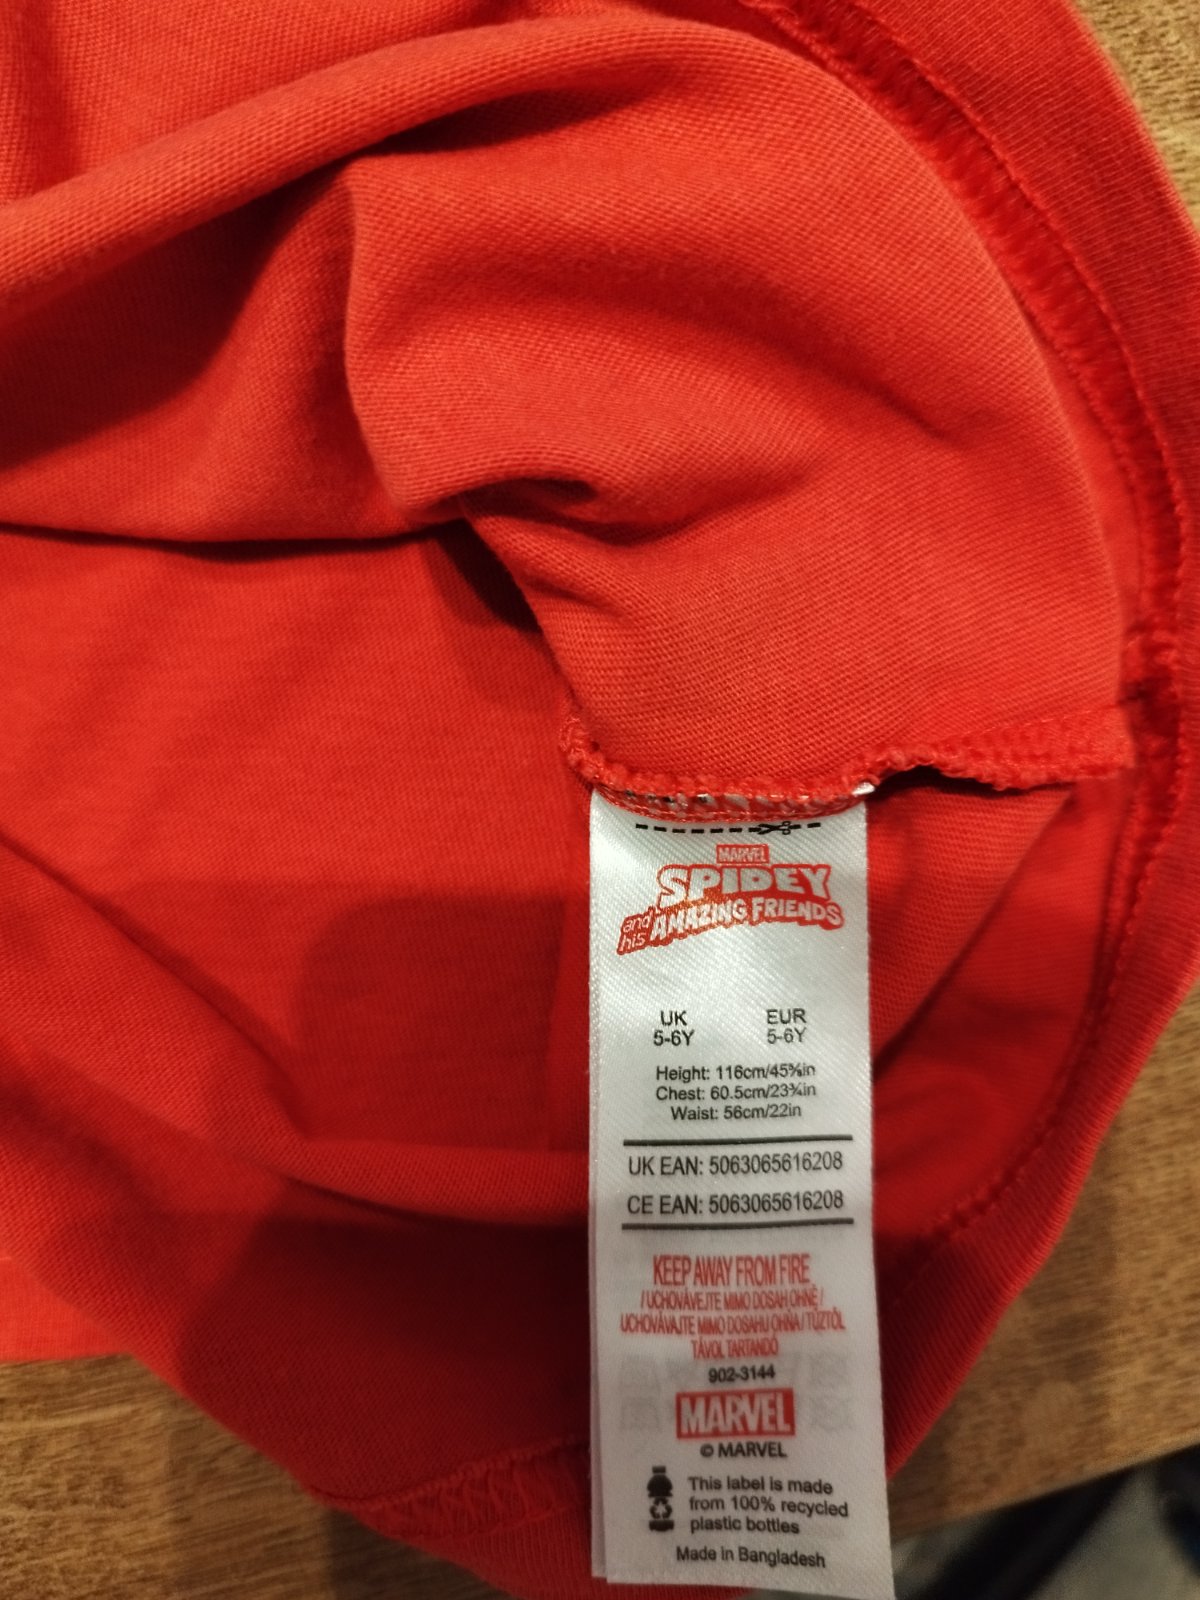 MARVEL
SPIDEY
and his AMAZING FRIENDS
UK EUR
5-6Y 5-6Y
Height: 116cm/45⅝in
Chest: 60.5cm/23¾in
Waist: 56cm/22in
UK EAN: 5063065616208
CE EAN: 5063065616208
KEEP AWAY FROM FIRE
/ UCHOVÁVEJTE MIMO DOSAH OHNĚ /
UCHOVÁVAJTE MIMO DOSAHU OHŇA / TŰZTŐL
TÁVOL TARTANDÓ
902-3144
MARVEL
© MARVEL
This label is made
from 100% recycled
plastic bottles
Made in Bangladesh